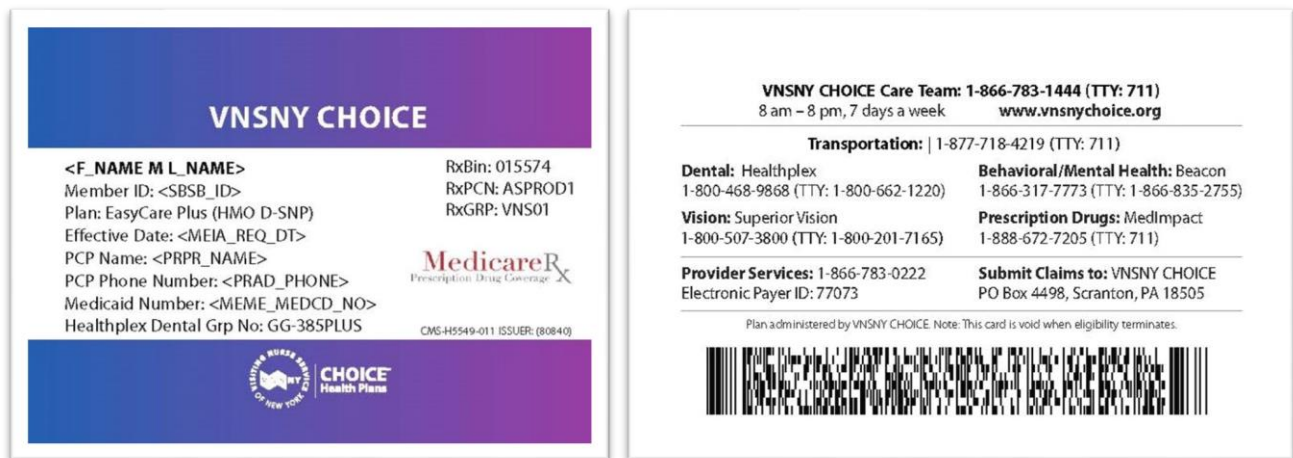 VNSNY CHOICE
<F_NAME M L_NAME>
Member ID: <SBSB_ID>
Plan: EasyCare Plus (HMO D-SNP)
Effective Date: <MEIA_REQ_DT>
PCP Name: <PRPR_NAME>
PCP Phone Number: <PRAD_PHONE>
Medicaid Number: <MEME_MEDCD_NO>
Healthplex Dental Grp No: GG-385PLUS
RxBin: 015574
RxPCN: ASPROD1
RxGRP: VNS01
MedicareRx
Prescription Drug Coverage
CMS-H5549-011 ISSUER: (80840)
VISITING NURSE SERVICE OF NEW YORK
NY
CHOICE
Health Plans
VNSNY CHOICE Care Team: 1-866-783-1444 (TTY: 711)
8 am – 8 pm, 7 days a week www.vnsnychoice.org
Transportation: | 1-877-718-4219 (TTY: 711)
Dental: Healthplex
1-800-468-9868 (TTY: 1-800-662-1220)
Behavioral/Mental Health: Beacon
1-866-317-7773 (TTY: 1-866-835-2755)
Vision: Superior Vision
1-800-507-3800 (TTY: 1-800-201-7165)
Prescription Drugs: MedImpact
1-888-672-7205 (TTY: 711)
Provider Services: 1-866-783-0222
Electronic Payer ID: 77073
Submit Claims to: VNSNY CHOICE
PO Box 4498, Scranton, PA 18505
Plan administered by VNSNY CHOICE. Note: This card is void when eligibility terminates.